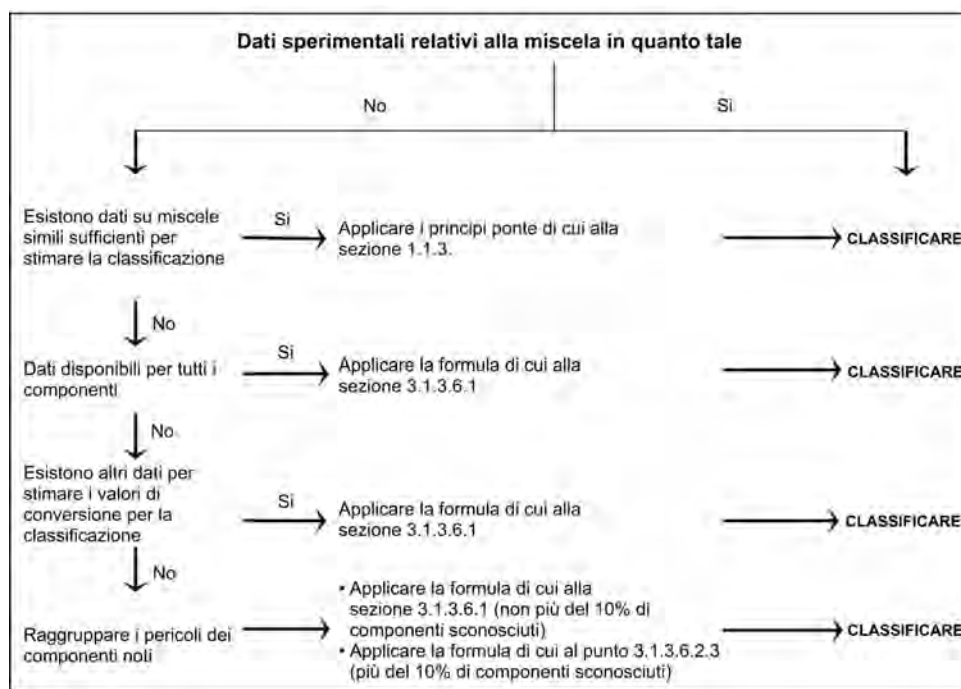 Dati sperimentali relativi alla miscela in quanto tale
No
Sì
Esistono dati su miscele
simili sufficienti per
stimare la classificazione
Sì
Applicare i principi ponte di cui alla
sezione 1.1.3.
CLASSIFICARE
No
Dati disponibili per tutti i
componenti
Sì
Applicare la formula di cui alla
sezione 3.1.3.6.1
CLASSIFICARE
No
Esistono altri dati per
stimare i valori di
conversione per la
classificazione
Sì
Applicare la formula di cui alla
sezione 3.1.3.6.1
CLASSIFICARE
No
Raggruppare i pericoli dei
componenti noli
• Applicare la formula di cui alla
sezione 3.1.3.6.1 (non più del 10% di
componenti sconosciuti)
• Applicare la formula di cui al punto 3.1.3.6.2.3
(più del 10% di componenti sconosciuti)
CLASSIFICARE